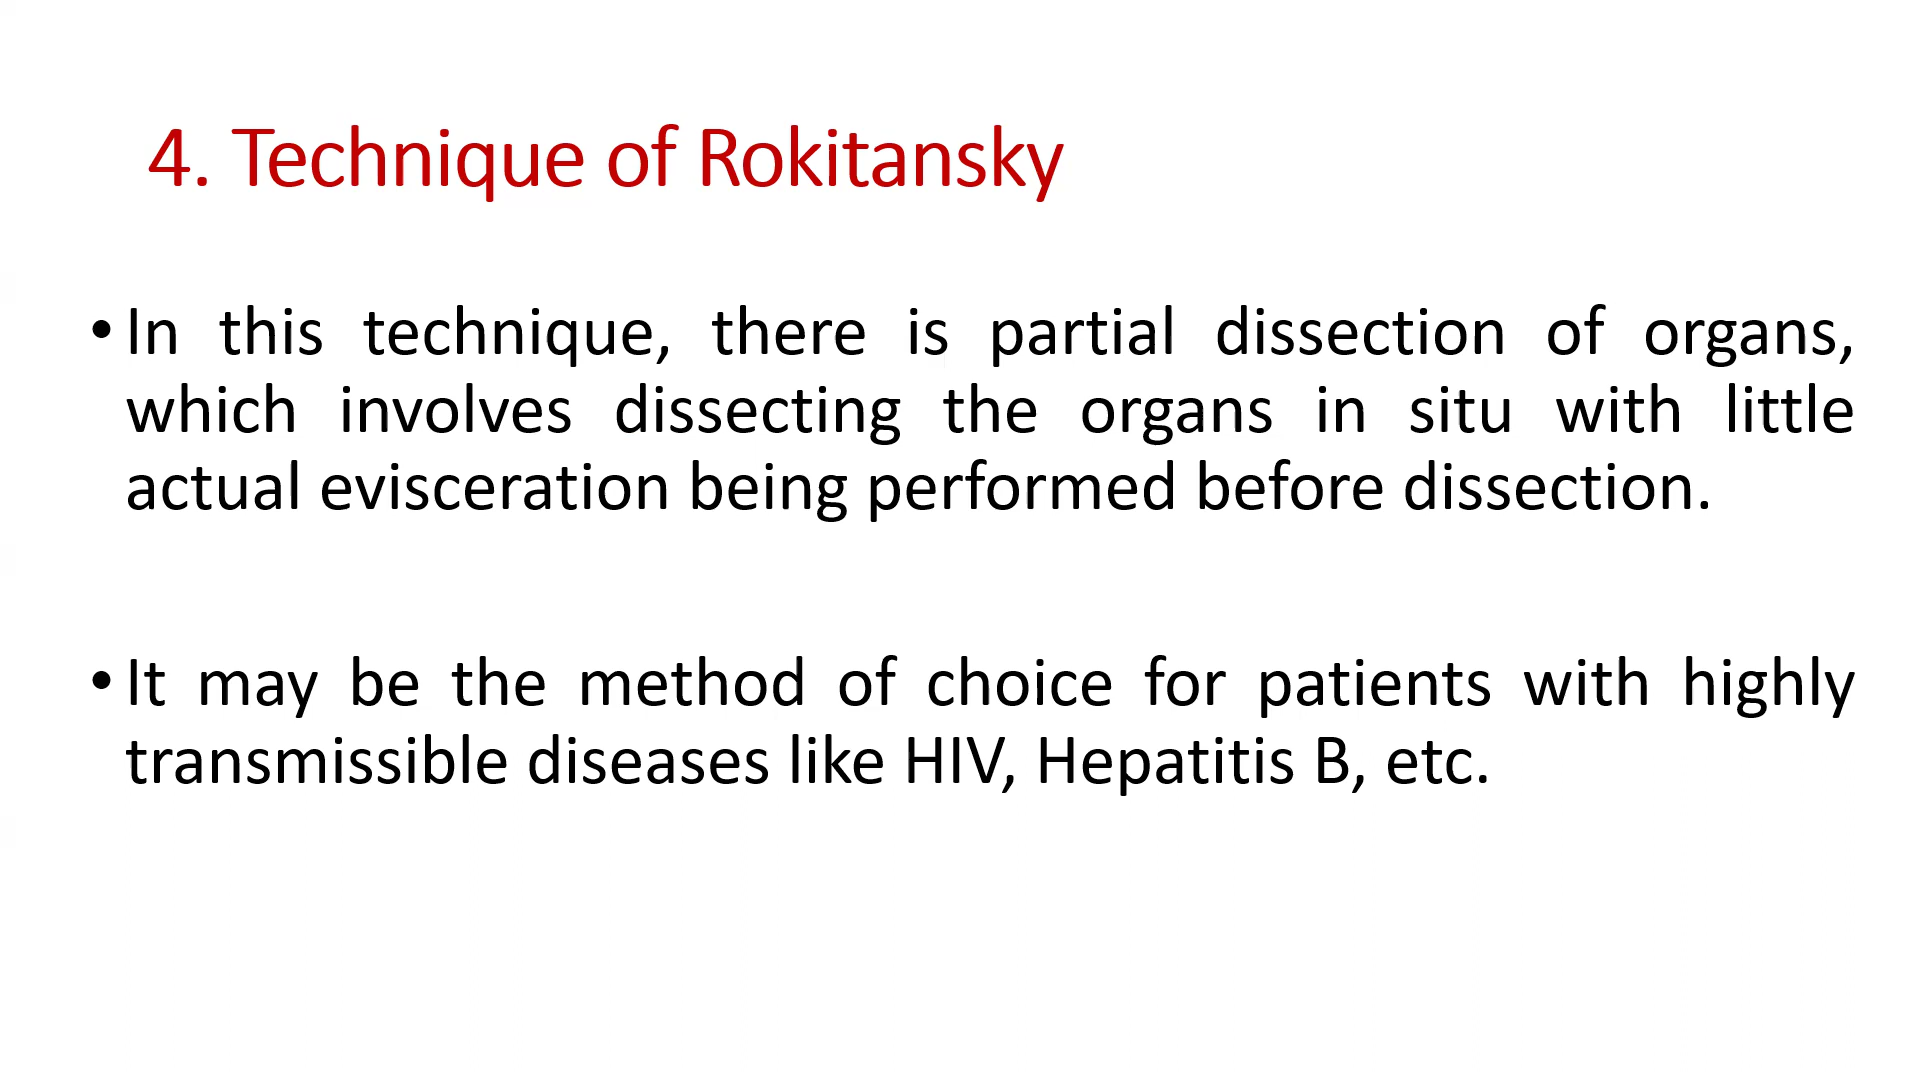 4. Technique of Rokitansky
• In this technique, there is partial dissection of organs,
which involves dissecting the organs in situ with little
actual evisceration being performed before dissection.
• It may be the method of choice for patients with highly
transmissible diseases like HIV, Hepatitis B, etc.